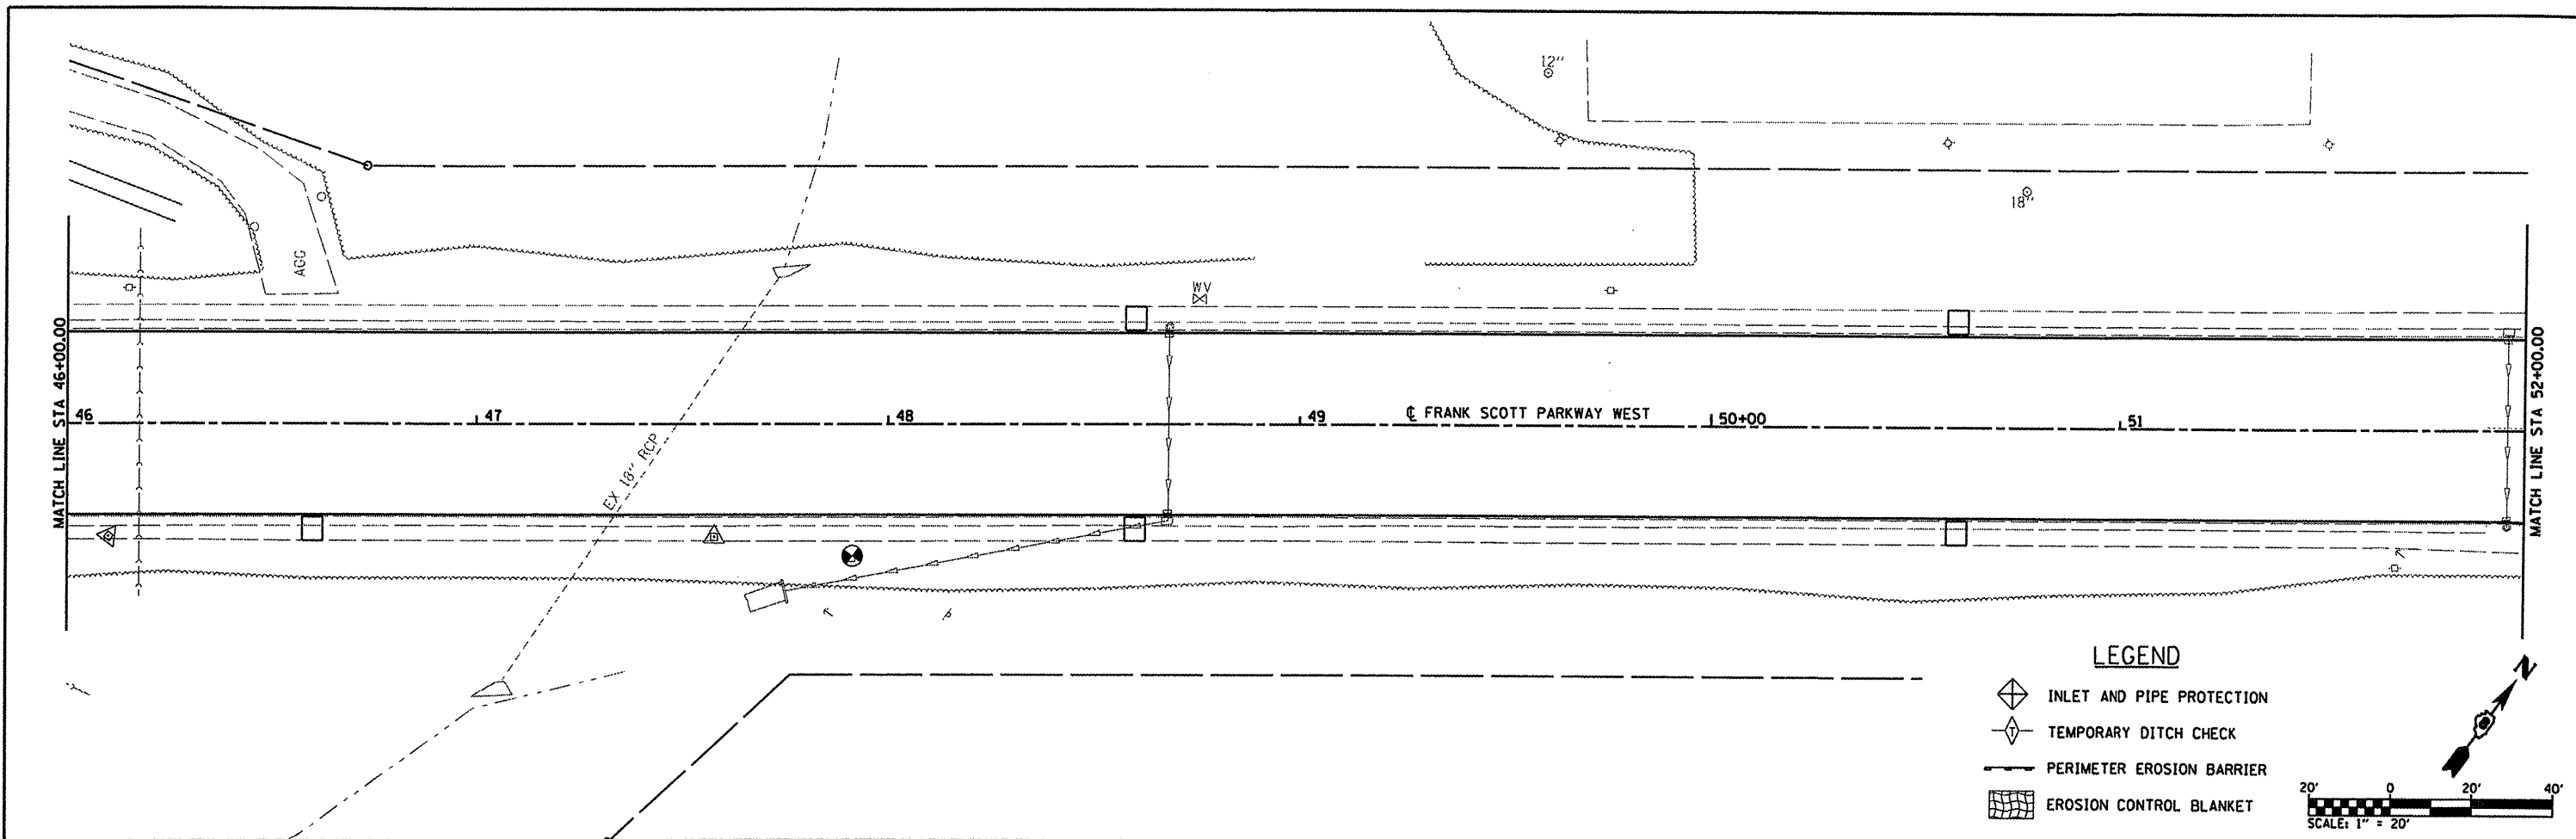 12"
18"
AGG
WV
MATCH LINE STA 46+00.00
MATCH LINE STA 52+00.00
46
47
48
49
℄ FRANK SCOTT PARKWAY WEST
50+00
51
EX 18" RCP
LEGEND
INLET AND PIPE PROTECTION
T TEMPORARY DITCH CHECK
PERIMETER EROSION BARRIER
EROSION CONTROL BLANKET
N
20' 0 20' 40'
SCALE: 1" = 20'